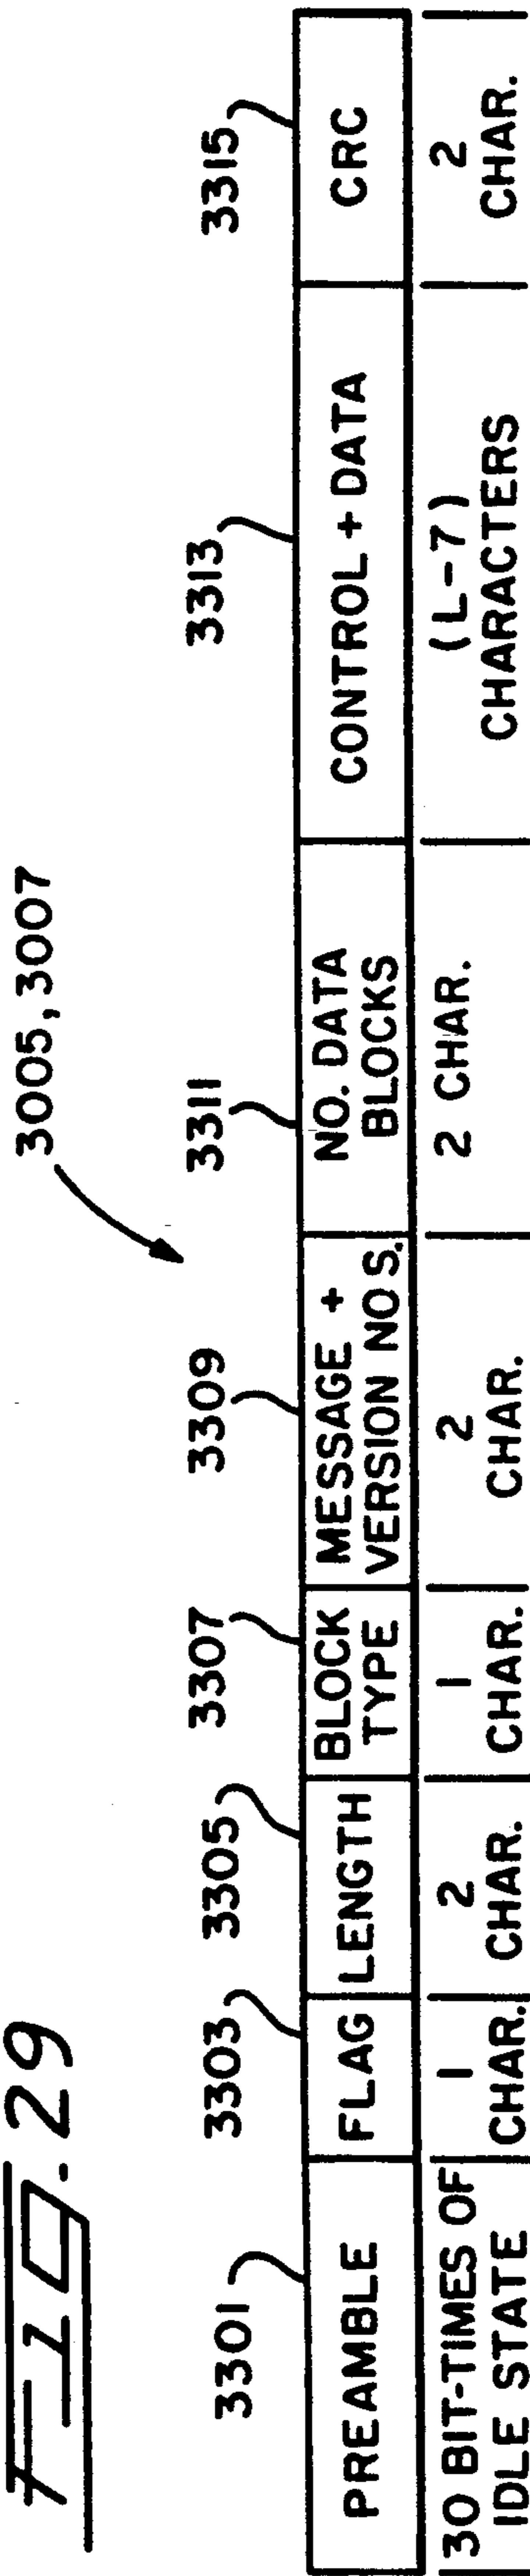 FIG. 29
3005, 3007
3301
3303
3305
3307
3309
3311
3313
3315
PREAMBLE
FLAG
LENGTH
BLOCK
TYPE
MESSAGE +
VERSION NOS.
NO. DATA
BLOCKS
CONTROL + DATA
CRC
30 BIT-TIMES OF
IDLE STATE
1
CHAR.
2
CHAR.
1
CHAR.
2
CHAR.
2 CHAR.
(L-7)
CHARACTERS
2
CHAR.